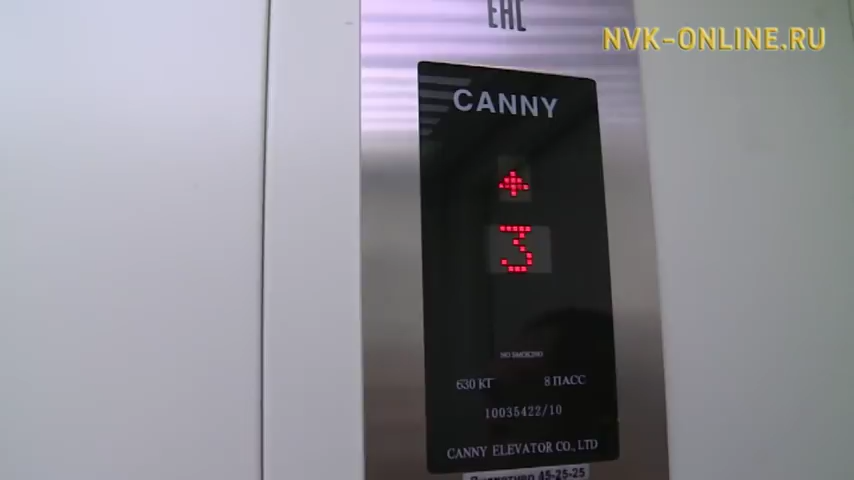 EAC
NVK-ONLINE.RU
CANNY
3
NO SMOKING
630 КГ 8 ПАСС
10035422/10
CANNY ELEVATOR CO., LTD
45-25-25